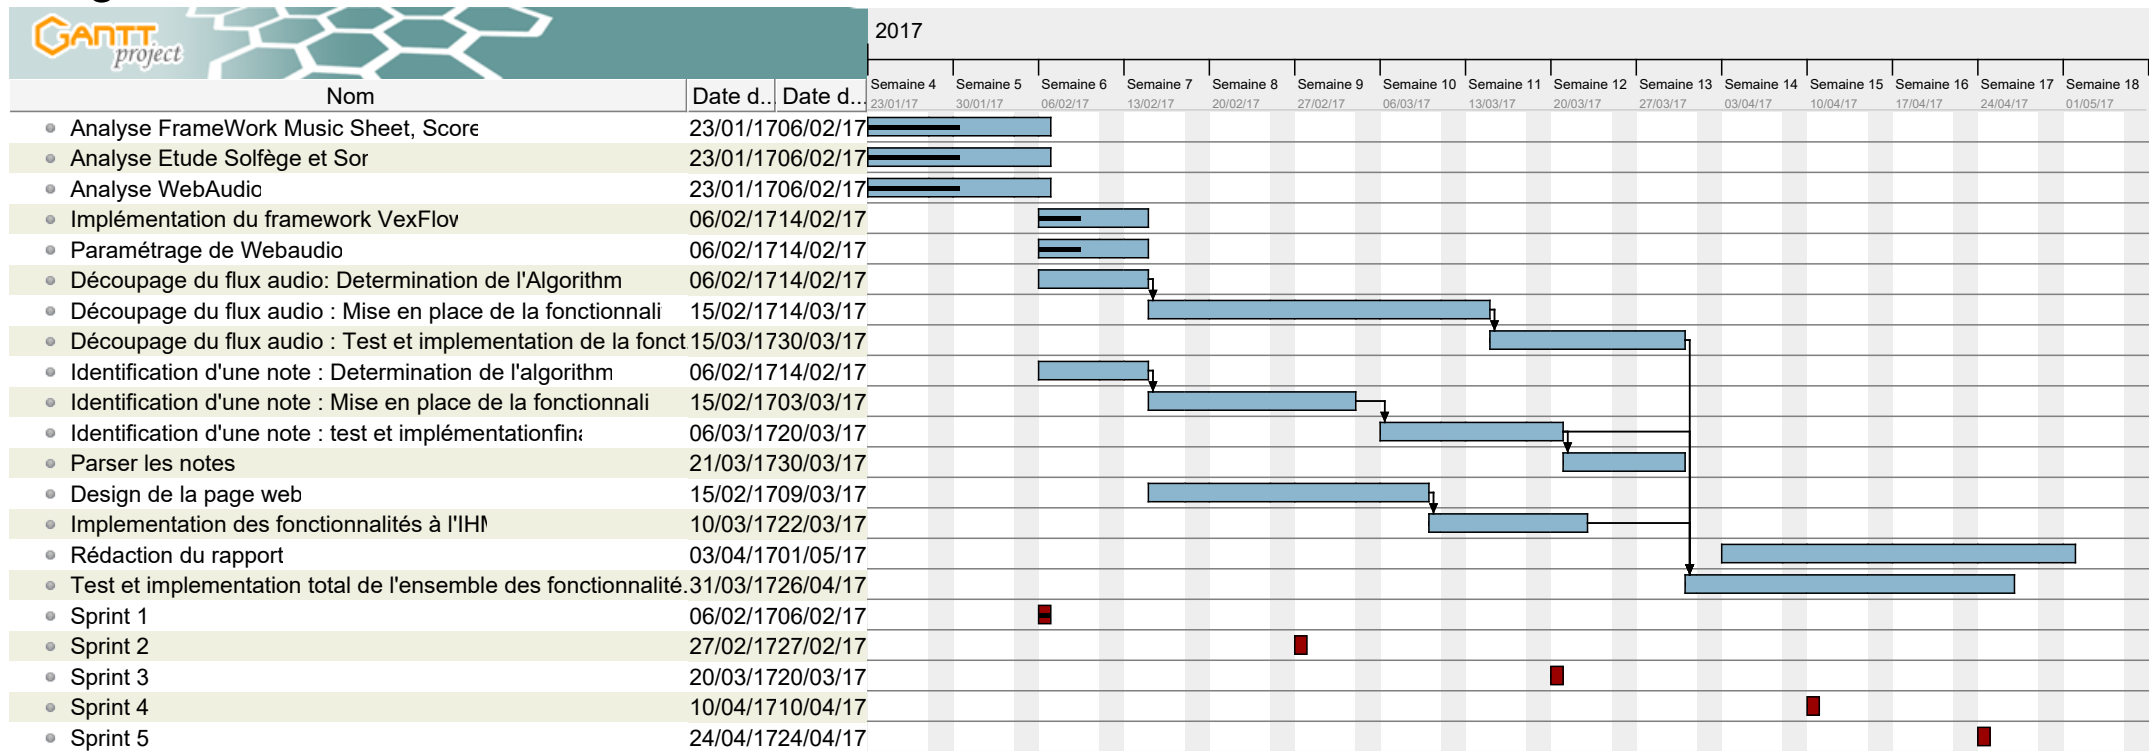 GANTT
project
2017
Semaine 4 Semaine 5 Semaine 6 Semaine 7 Semaine 8 Semaine 9 Semaine 10 Semaine 11 Semaine 12 Semaine 13 Semaine 14 Semaine 15 Semaine 16 Semaine 17 Semaine 18
Nom Date d... Date d... 23/01/17 30/01/17 06/02/17 13/02/17 20/02/17 27/02/17 06/03/17 13/03/17 20/03/17 27/03/17 03/04/17 10/04/17 17/04/17 24/04/17 01/05/17
Analyse FrameWork Music Sheet, Score 23/01/17 06/02/17
Analyse Etude Solfège et Sor 23/01/17 06/02/17
Analyse WebAudio 23/01/17 06/02/17
Implémentation du framework VexFlow 06/02/17 14/02/17
Paramétrage de Webaudio 06/02/17 14/02/17
Découpage du flux audio: Determination de l'Algorithm 06/02/17 14/02/17
Découpage du flux audio : Mise en place de la fonctionnali 15/02/17 14/03/17
Découpage du flux audio : Test et implementation de la fonct 15/03/17 30/03/17
Identification d'une note : Determination de l'algorithm 06/02/17 14/02/17
Identification d'une note : Mise en place de la fonctionnali 15/02/17 03/03/17
Identification d'une note : test et implémentationfina 06/03/17 20/03/17
Parser les notes 21/03/17 30/03/17
Design de la page web 15/02/17 09/03/17
Implementation des fonctionnalités à l'IHM 10/03/17 22/03/17
Rédaction du rapport 03/04/17 01/05/17
Test et implementation total de l'ensemble des fonctionnalité. 31/03/17 26/04/17
Sprint 1 06/02/17 06/02/17
Sprint 2 27/02/17 27/02/17
Sprint 3 20/03/17 20/03/17
Sprint 4 10/04/17 10/04/17
Sprint 5 24/04/17 24/04/17